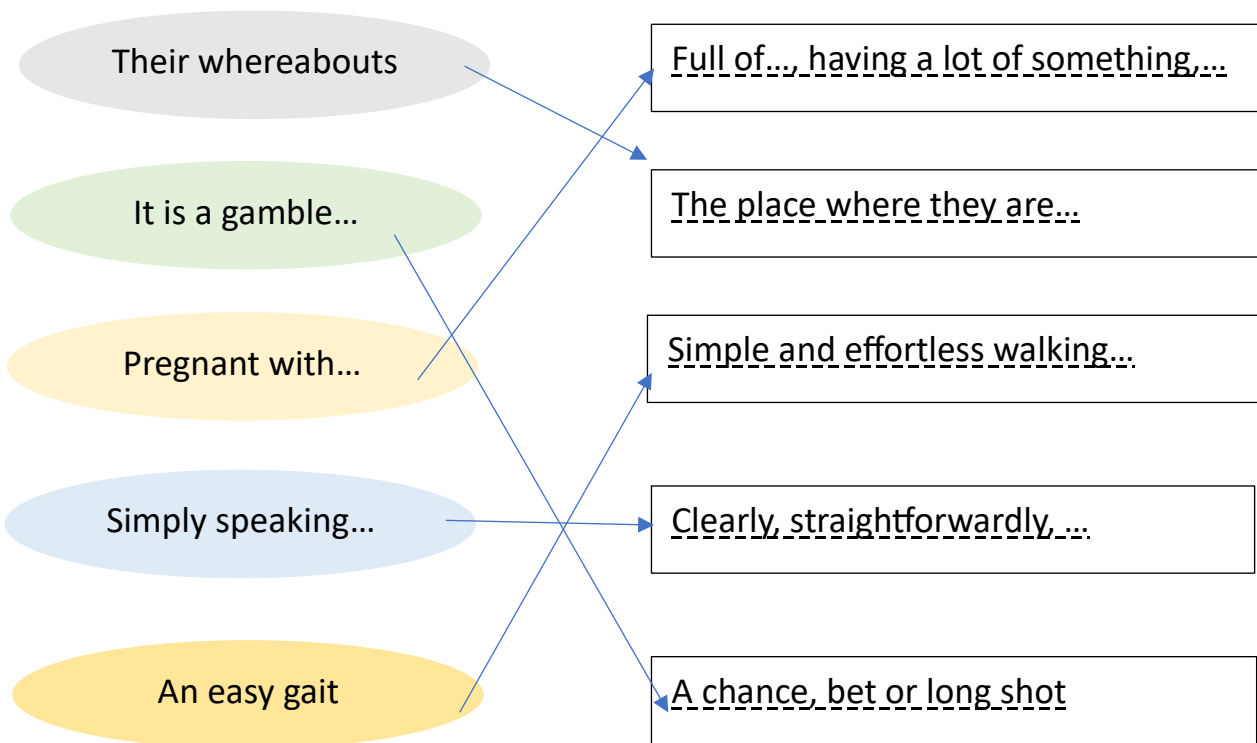 Their whereabouts
Full of…, having a lot of something,…
It is a gamble…
The place where they are…
Pregnant with…
Simple and effortless walking…
Simply speaking…
Clearly, straightforwardly, …
An easy gait
A chance, bet or long shot